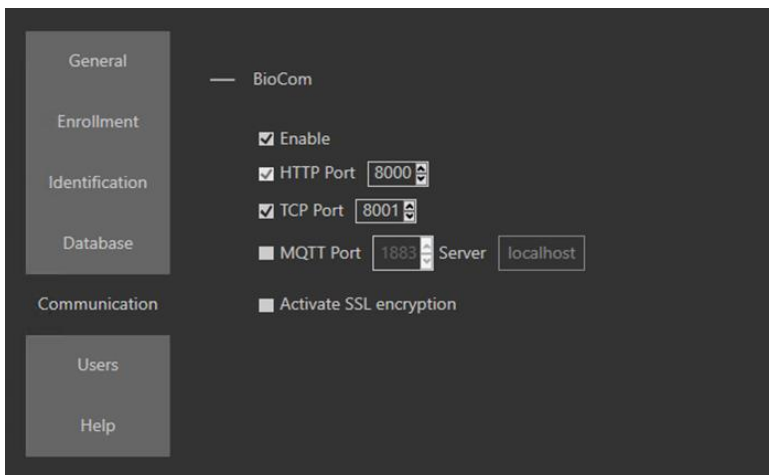 General
Enrollment
Identification
Database
Communication
Users
Help
BioCom
Enable
HTTP Port 8000
TCP Port 8001
MQTT Port 1883 Server localhost
Activate SSL encryption